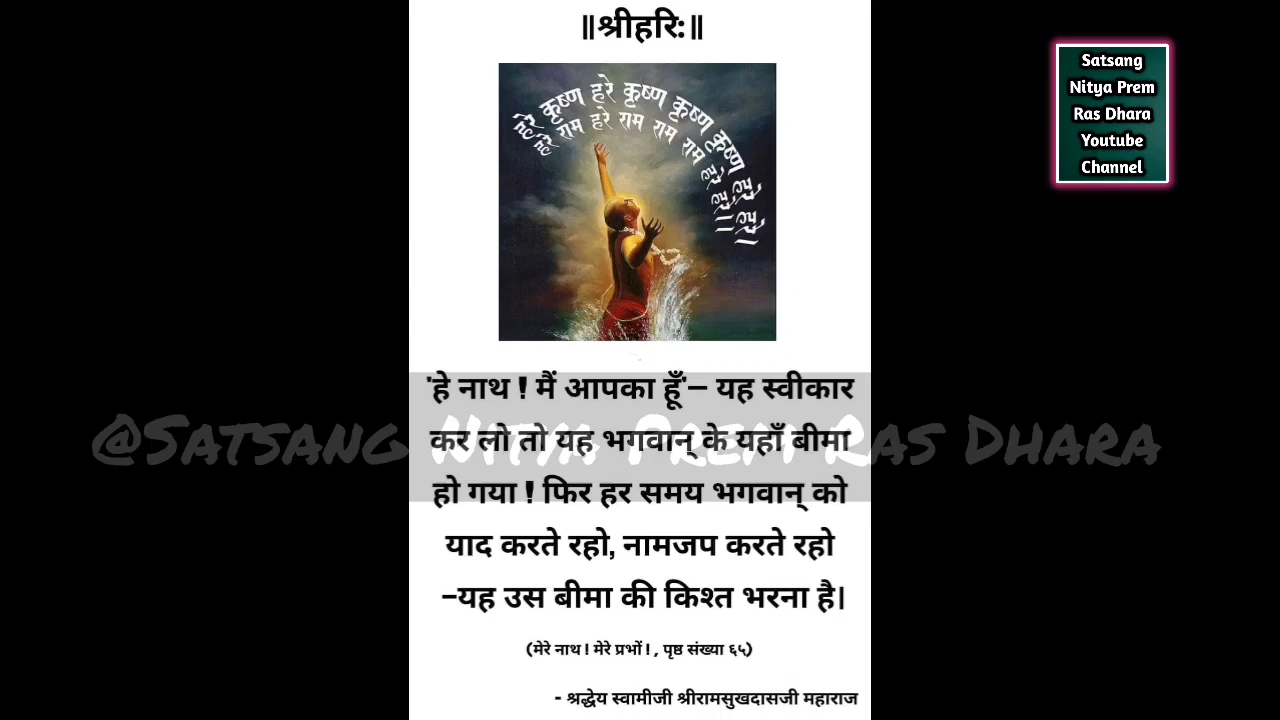 ॥श्रीहरि:॥
हरे कृष्ण हरे कृष्ण कृष्ण कृष्ण हरे हरे।
हरे राम हरे राम राम राम हरे हरे।।
Satsang
Nitya Prem
Ras Dhara
Youtube
Channel
'हे नाथ ! मैं आपका हूँ'– यह स्वीकार
कर लो तो यह भगवान् के यहाँ बीमा
हो गया ! फिर हर समय भगवान् को
याद करते रहो, नामजप करते रहो
–यह उस बीमा की किश्त भरना है।
@Satsang Nitya Prem Ras Dhara
(मेरे नाथ ! मेरे प्रभों ! , पृष्ठ संख्या ६५)
- श्रद्धेय स्वामीजी श्रीरामसुखदासजी महाराज